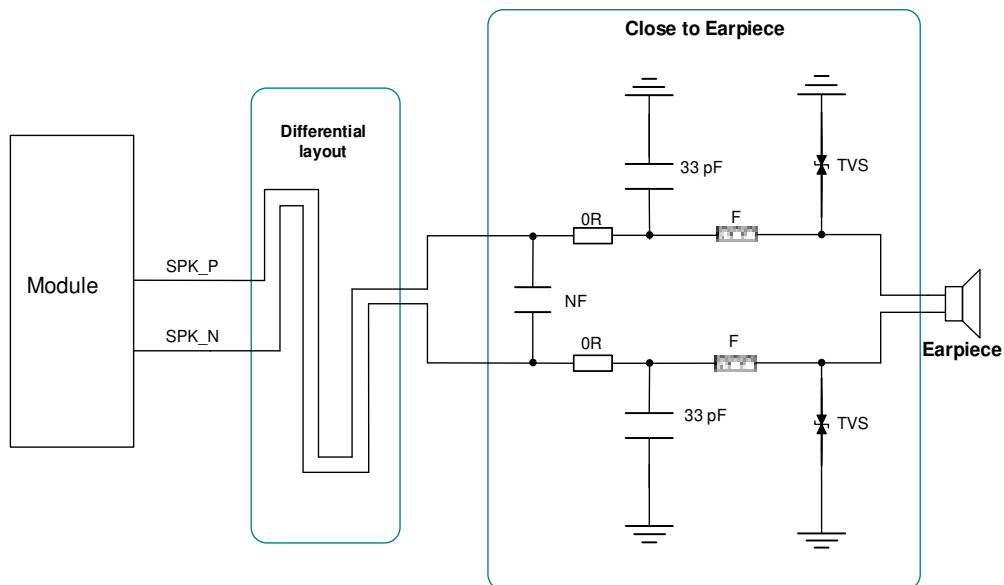 Close to Earpiece
Differential
layout
33 pF
TVS
0R
F
SPK_P
Module
NF
SPK_N
0R
F
Earpiece
33 pF
TVS